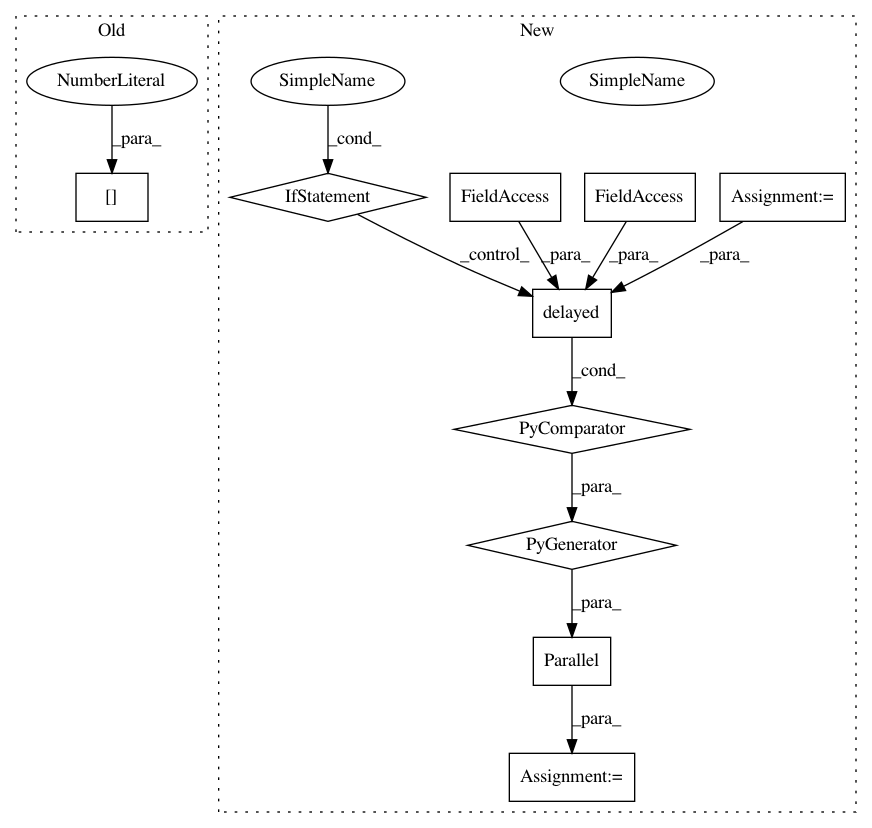 Old
New
NumberLiteral
SimpleName
SimpleName
_para_
_cond_
[]
IfStatement
FieldAccess
FieldAccess
Assignment:=
_control_
_para_
_para_
_para_
delayed
_cond_
PyComparator
_para_
PyGenerator
_para_
Parallel
_para_
Assignment:=